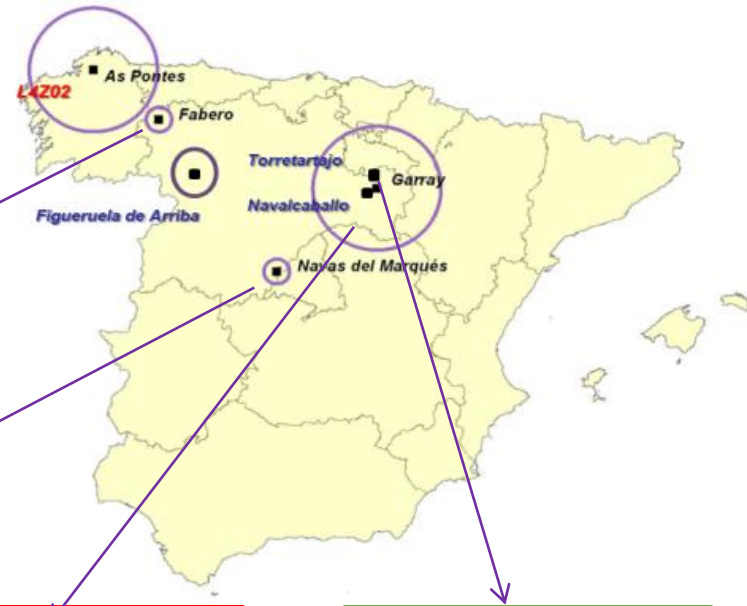 As Pontes
L4Z02
Fabero
Torretartajo
Garray
Navalcaballo
Figueruela de Arriba
Navas del Marqués